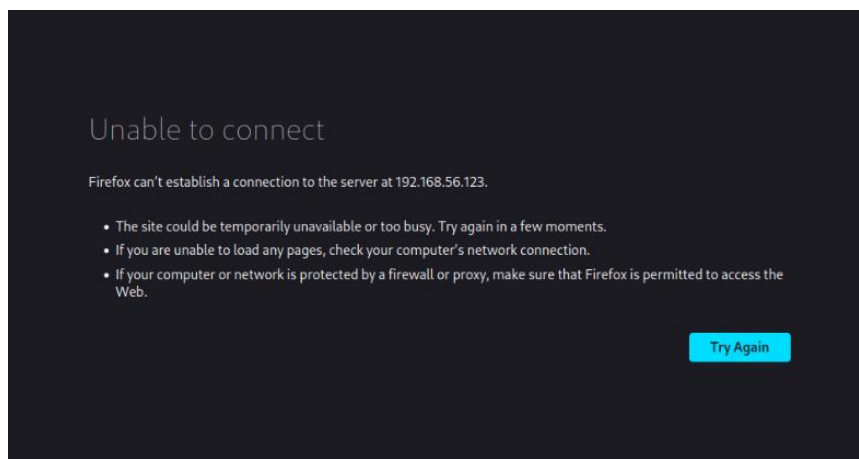 Unable to connect
Firefox can’t establish a connection to the server at 192.168.56.123.
• The site could be temporarily unavailable or too busy. Try again in a few moments.
• If you are unable to load any pages, check your computer’s network connection.
• If your computer or network is protected by a firewall or proxy, make sure that Firefox is permitted to access the
Web.
Try Again